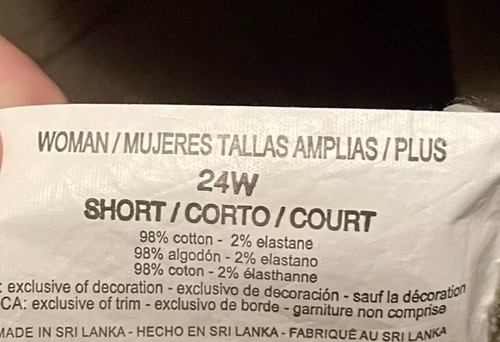 WOMAN / MUJERES TALLAS AMPLIAS / PLUS
24W
SHORT / CORTO / COURT
98% cotton - 2% elastane
98% algodón - 2% elastano
98% coton - 2% élasthanne
: exclusive of decoration - exclusivo de decoración - sauf la décoration
CA: exclusive of trim - exclusivo de borde - garniture non comprise
MADE IN SRI LANKA - HECHO EN SRI LANKA - FABRIQUÉ AU SRI LANKA